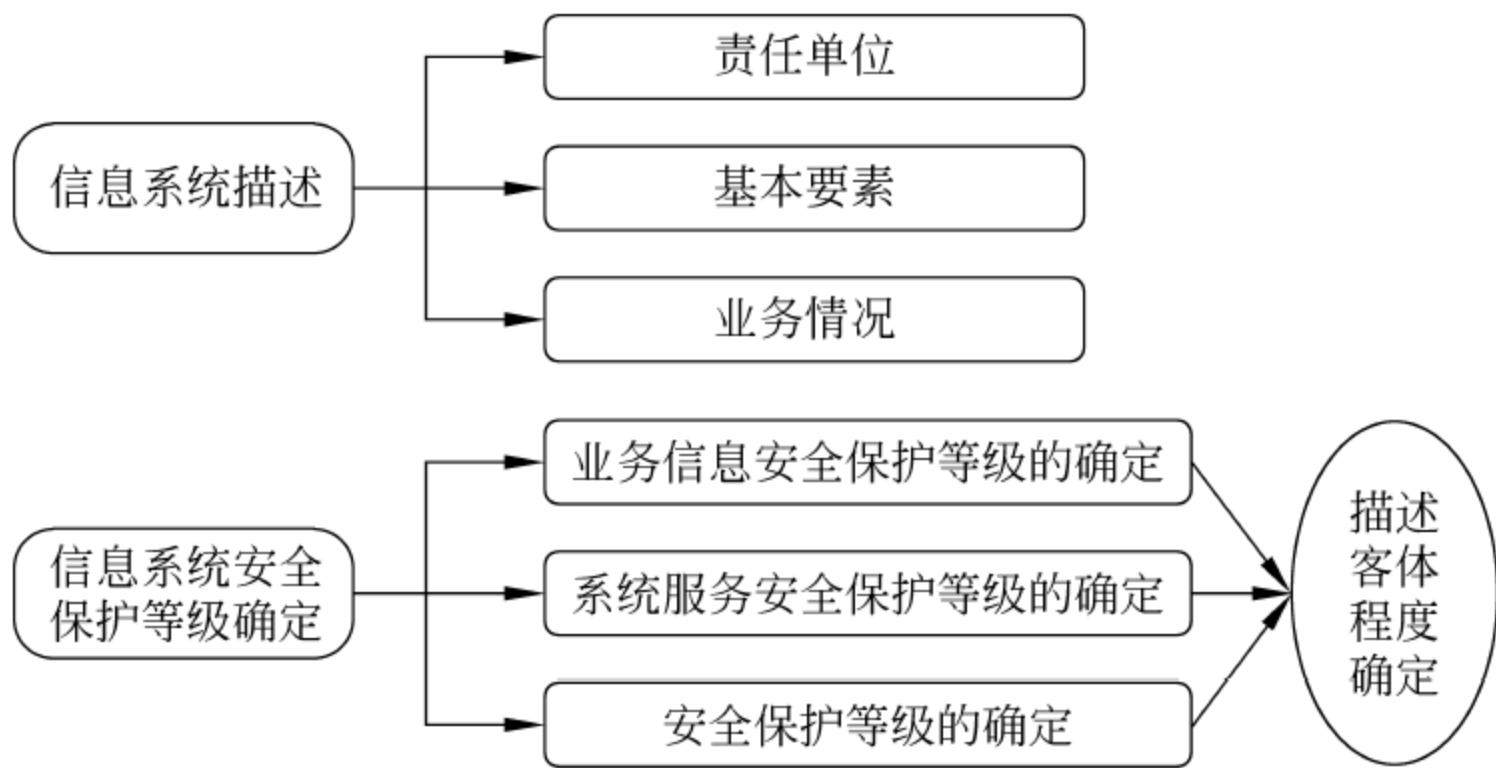 责任单位
信息系统描述
基本要素
业务情况
业务信息安全保护等级的确定
信息系统安全
保护等级确定
系统服务安全保护等级的确定
安全保护等级的确定
描述
客体
程度
确定